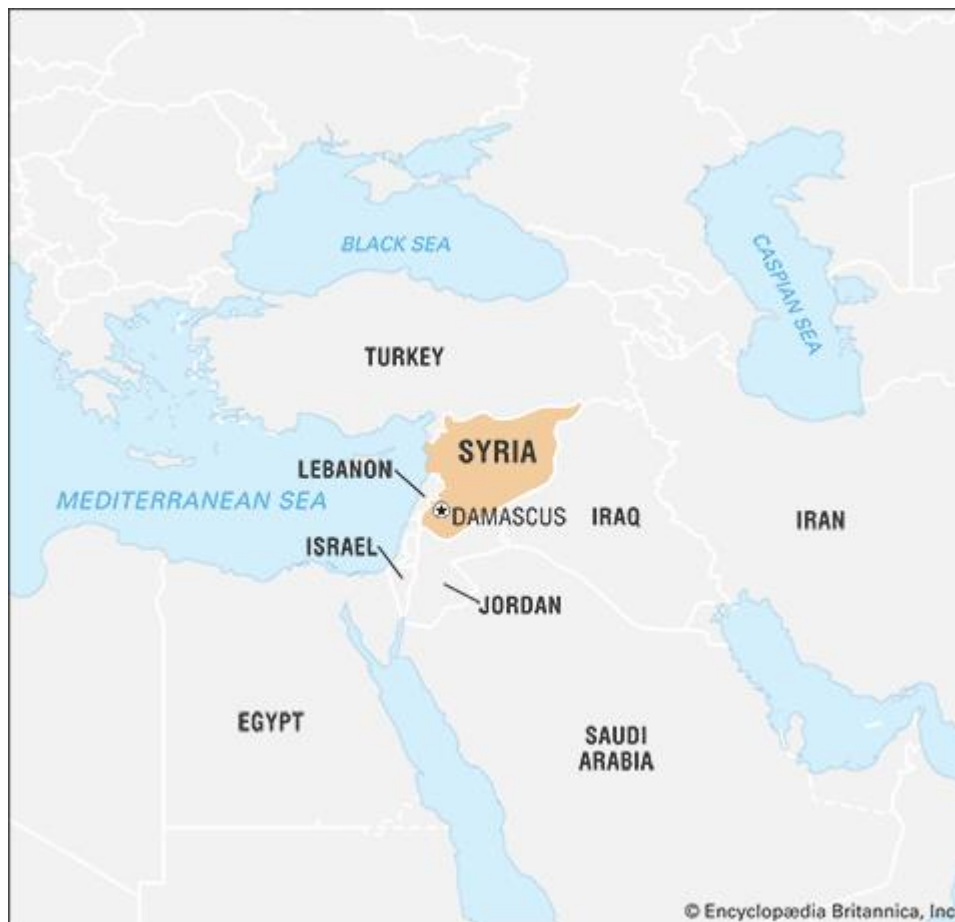 BLACK SEA
CASPIAN SEA
TURKEY
SYRIA
LEBANON
MEDITERRANEAN SEA
DAMASCUS
IRAQ
IRAN
ISRAEL
JORDAN
EGYPT
SAUDI
ARABIA
© Encyclopædia Britannica, Inc